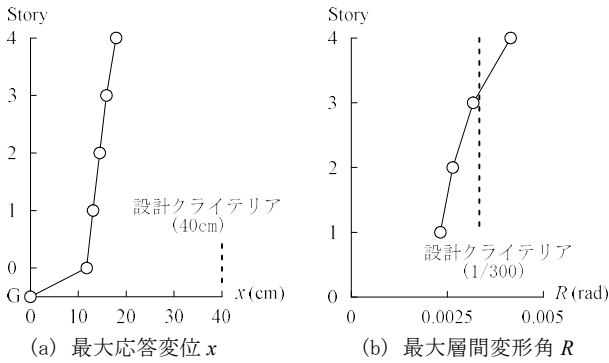 Story
4
3
2
1
0
G
0
10
20
30
40
x(cm)
設計クライテリア
(40cm)
(a) 最大応答変位 x
Story
4
3
2
1
0
0
0.0025
0.005
R(rad)
設計クライテリア
(1/300)
(b) 最大層間変形角 R